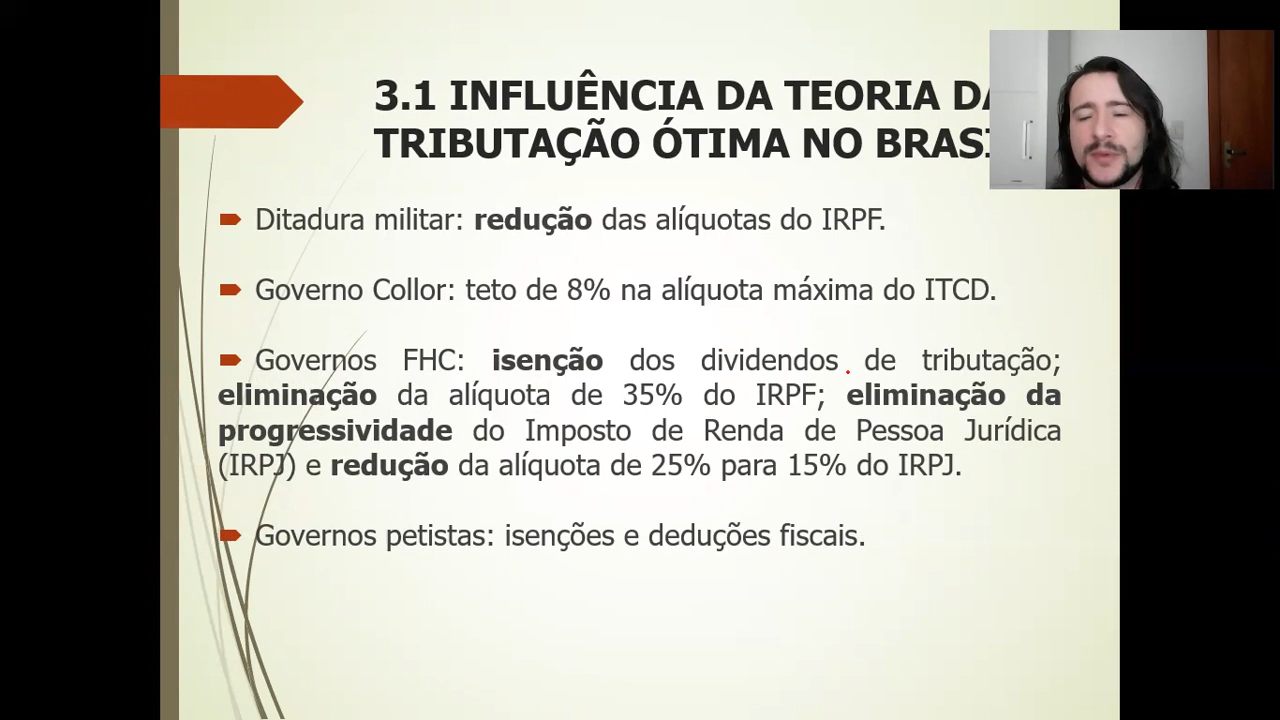 3.1 INFLUÊNCIA DA TEORIA DA
TRIBUTAÇÃO ÓTIMA NO BRASI
Ditadura militar: redução das alíquotas do IRPF.
Governo Collor: teto de 8% na alíquota máxima do ITCD.
Governos FHC: isenção dos dividendos de tributação;
eliminação da alíquota de 35% do IRPF; eliminação da
progressividade do Imposto de Renda de Pessoa Jurídica
(IRPJ) e redução da alíquota de 25% para 15% do IRPJ.
Governos petistas: isenções e deduções fiscais.